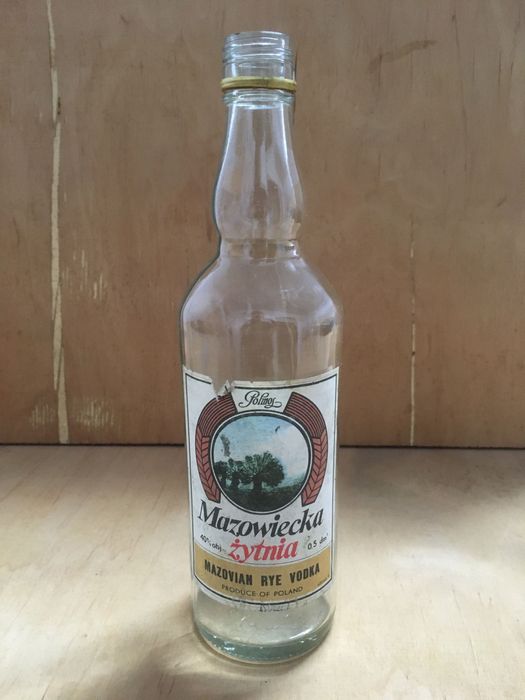 Polmos
Mazowiecka
40% obj. żytnia 0,5 dm³
MAZOVIAN RYE VODKA
PRODUCE OF POLAND